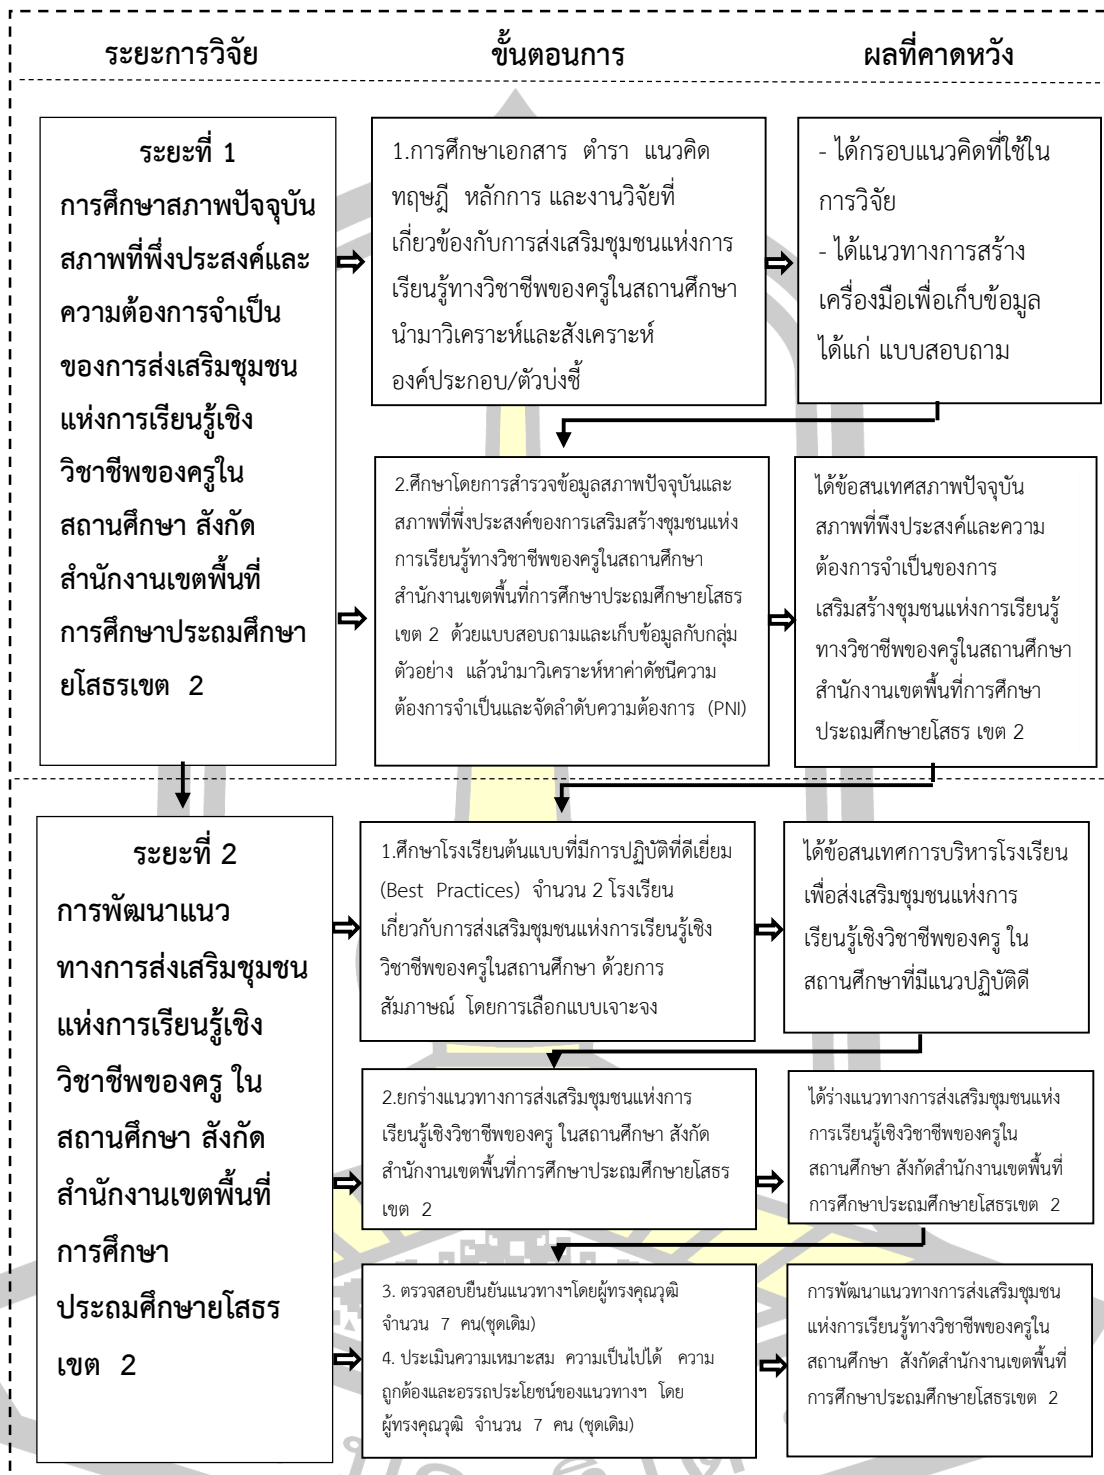 ระยะการวิจัย
ขั้นตอนการ
ผลที่คาดหวัง
ระยะที่ 1
การศึกษาสภาพปัจจุบัน
สภาพที่พึงประสงค์และ
ความต้องการจำเป็น
ของการส่งเสริมชุมชน
แห่งการเรียนรู้เชิง
วิชาชีพของครูใน
สถานศึกษา สังกัด
สำนักงานเขตพื้นที่
การศึกษาประถมศึกษา
ยโสธรเขต 2
1.การศึกษาเอกสาร ตำรา แนวคิด
ทฤษฎี หลักการ และงานวิจัยที่
เกี่ยวข้องกับการส่งเสริมชุมชนแห่งการ
เรียนรู้ทางวิชาชีพของครูในสถานศึกษา
นำมาวิเคราะห์และสังเคราะห์
องค์ประกอบ/ตัวบ่งชี้
- ได้กรอบแนวคิดที่ใช้ใน
การวิจัย
- ได้แนวทางการสร้าง
เครื่องมือเพื่อเก็บข้อมูล
ได้แก่ แบบสอบถาม
2.ศึกษาโดยการสำรวจข้อมูลสภาพปัจจุบันและ
สภาพที่พึงประสงค์ของการเสริมสร้างชุมชนแห่ง
การเรียนรู้ทางวิชาชีพของครูในสถานศึกษา
สำนักงานเขตพื้นที่การศึกษาประถมศึกษายโสธร
เขต 2 ด้วยแบบสอบถามและเก็บข้อมูลกับกลุ่ม
ตัวอย่าง แล้วนำมาวิเคราะห์หาค่าดัชนีความ
ต้องการจำเป็นและจัดลำดับความต้องการ (PNI)
ได้ข้อสนเทศสภาพปัจจุบัน
สภาพที่พึงประสงค์และความ
ต้องการจำเป็นของการ
เสริมสร้างชุมชนแห่งการเรียนรู้
ทางวิชาชีพของครูในสถานศึกษา
สำนักงานเขตพื้นที่การศึกษา
ประถมศึกษายโสธร เขต 2
ระยะที่ 2
การพัฒนาแนว
ทางการส่งเสริมชุมชน
แห่งการเรียนรู้เชิง
วิชาชีพของครู ใน
สถานศึกษา สังกัด
สำนักงานเขตพื้นที่
การศึกษา
ประถมศึกษายโสธร
เขต 2
1.ศึกษาโรงเรียนต้นแบบที่มีการปฏิบัติที่ดีเยี่ยม
(Best Practices) จำนวน 2 โรงเรียน
เกี่ยวกับการส่งเสริมชุมชนแห่งการเรียนรู้เชิง
วิชาชีพของครูในสถานศึกษา ด้วยการ
สัมภาษณ์ โดยการเลือกแบบเจาะจง
ได้ข้อสนเทศการบริหารโรงเรียน
เพื่อส่งเสริมชุมชนแห่งการ
เรียนรู้เชิงวิชาชีพของครู ใน
สถานศึกษาที่มีแนวปฏิบัติดี
2.ยกร่างแนวทางการส่งเสริมชุมชนแห่งการ
เรียนรู้เชิงวิชาชีพของครู ในสถานศึกษา สังกัด
สำนักงานเขตพื้นที่การศึกษาประถมศึกษายโสธร
เขต 2
ได้ร่างแนวทางการส่งเสริมชุมชนแห่ง
การเรียนรู้เชิงวิชาชีพของครูใน
สถานศึกษา สังกัดสำนักงานเขตพื้นที่
การศึกษาประถมศึกษายโสธรเขต 2
3. ตรวจสอบยืนยันแนวทางฯโดยผู้ทรงคุณวุฒิ
จำนวน 7 คน(ชุดเดิม)
4. ประเมินความเหมาะสม ความเป็นไปได้ ความ
ถูกต้องและอรรถประโยชน์ของแนวทางฯ โดย
ผู้ทรงคุณวุฒิ จำนวน 7 คน (ชุดเดิม)
การพัฒนาแนวทางการส่งเสริมชุมชน
แห่งการเรียนรู้ทางวิชาชีพของครูใน
สถานศึกษา สังกัดสำนักงานเขตพื้นที่
การศึกษาประถมศึกษายโสธรเขต 2